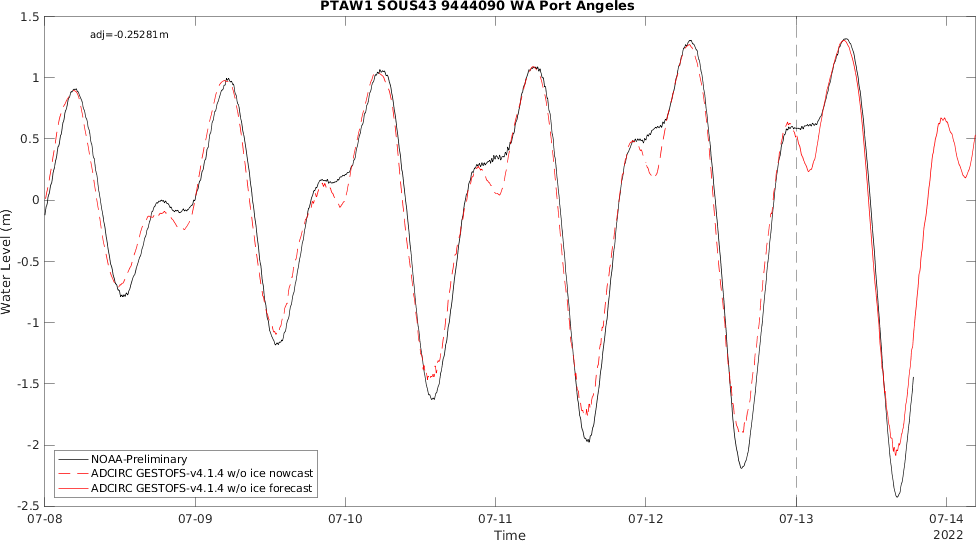 PTAW1 SOUS43 9444090 WA Port Angeles
adj=-0.25281m
1.5
1
0.5
0
-0.5
-1
-1.5
-2
-2.5
Water Level (m)
NOAA-Preliminary
ADCIRC GESTOFS-v4.1.4 w/o ice nowcast
ADCIRC GESTOFS-v4.1.4 w/o ice forecast
07-08 07-09 07-10 07-11 07-12 07-13 07-14
Time
2022